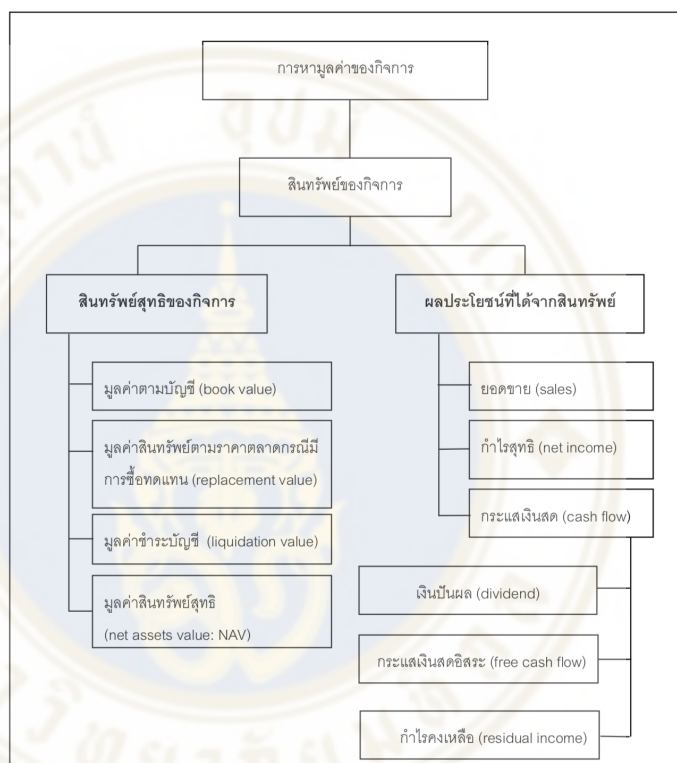 การหามูลค่าของกิจการ
สินทรัพย์ของกิจการ
สินทรัพย์สุทธิของกิจการ
ผลประโยชน์ที่ได้จากสินทรัพย์
มูลค่าตามบัญชี (book value)
มูลค่าสินทรัพย์ตามราคาตลาดกรณีมี
การซื้อทดแทน (replacement value)
มูลค่าชำระบัญชี (liquidation value)
มูลค่าสินทรัพย์สุทธิ
(net assets value: NAV)
ยอดขาย (sales)
กำไรสุทธิ (net income)
กระแสเงินสด (cash flow)
เงินปันผล (dividend)
กระแสเงินสดอิสระ (free cash flow)
กำไรคงเหลือ (residual income)